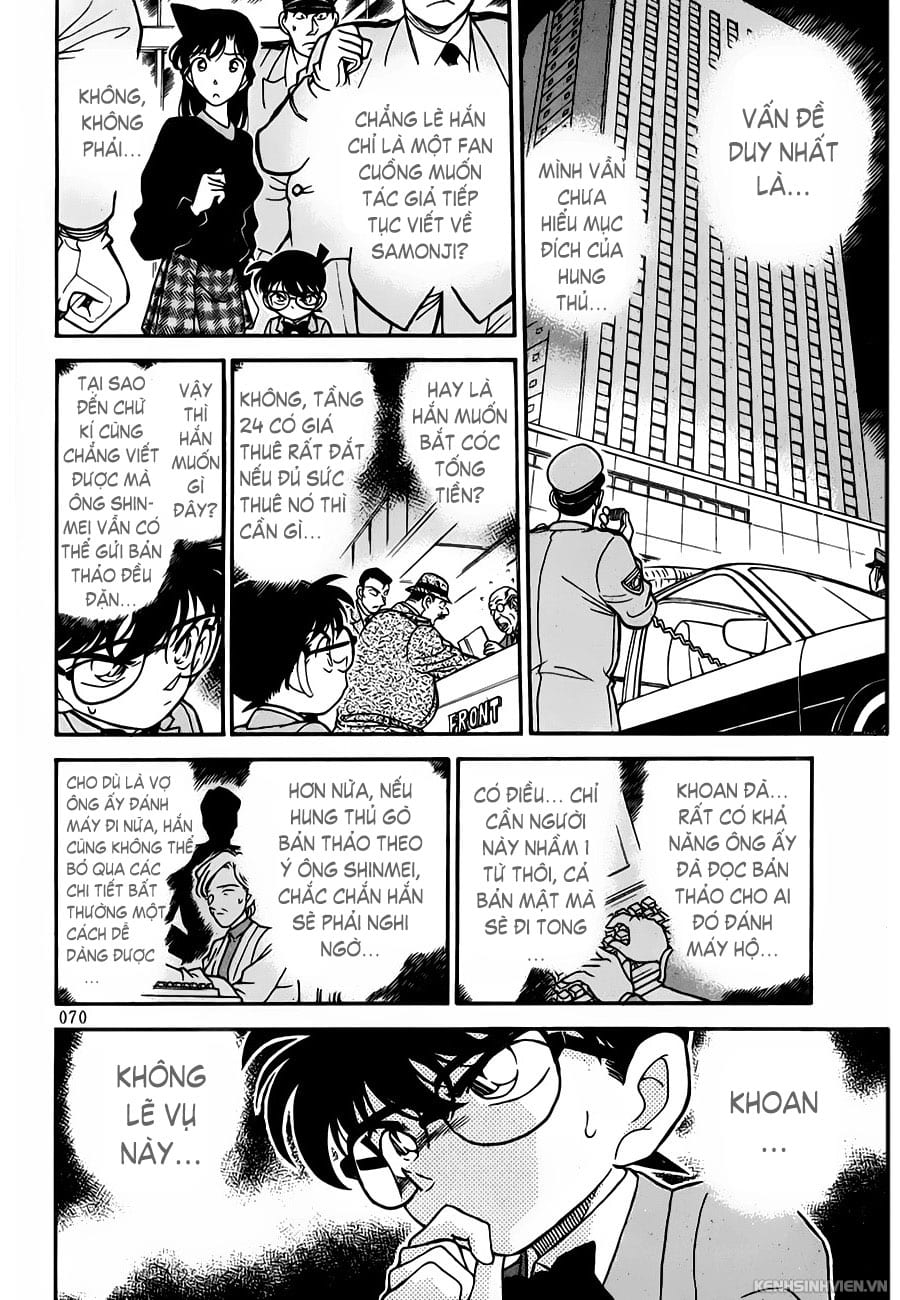 VẤN ĐỀ
DUY NHẤT
LÀ...
MÌNH VẪN
CHƯA
HIỂU MỤC
ĐÍCH CỦA
HUNG
THỦ...
CHẲNG LẼ HẮN
CHỈ LÀ MỘT FAN
CUỒNG MUỐN
TÁC GIẢ TIẾP
TỤC VIẾT VỀ
SAMONJI?
KHÔNG,
KHÔNG
PHẢI...
HAY LÀ
HẮN MUỐN
BẮT CÓC
TỐNG
TIỀN?
KHÔNG, TẦNG
24 CÓ GIÁ
THUÊ RẤT ĐẮT
NẾU ĐỦ SỨC
THUÊ NÓ THÌ
CẦN GÌ...
FRONT
VẬY
THÌ
HẮN
MUỐN
GÌ
ĐÂY?
TẠI SAO
ĐẾN CHỮ
KÍ CŨNG
CHẲNG VIẾT
ĐƯỢC MÀ
ÔNG SHIN-
MEI VẪN CÓ
THỂ GỬI BẢN
THẢO ĐỀU
ĐẶN...
KHOAN ĐÃ...
RẤT CÓ KHẢ
NĂNG ÔNG ẤY
ĐÃ ĐỌC BẢN
THẢO CHO AI
ĐÓ ĐÁNH
MÁY HỘ...
CÓ ĐIỀU... CHỈ
CẦN NGƯỜI
NÀY NHẦM 1
TỪ THÔI, CẢ
BẢN MẬT MÃ
SẼ ĐI TONG
...
HƠN NỮA, NẾU
HUNG THỦ GÕ
BẢN THẢO THEO
Ý ÔNG SHINMEI,
CHẮC CHẮN HẮN
SẼ PHẢI NGHI
NGỜ...
CHO DÙ LÀ VỢ
ÔNG ẤY ĐÁNH
MÁY ĐI NỮA, HẮN
CŨNG KHÔNG THỂ
BỎ QUA CÁC
CHI TIẾT BẤT
THƯỜNG MỘT
CÁCH DỄ
DÀNG ĐƯỢC
...
070
KHOAN
...
KHÔNG
LẼ VỤ
NÀY...
KENHSINHVIEN.VN